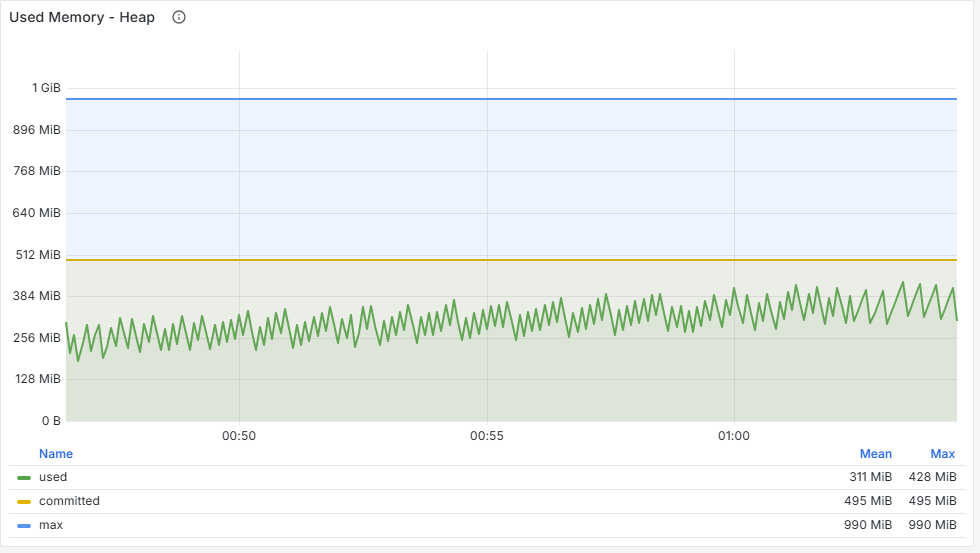 Used Memory - Heap
1 GiB
896 MiB
768 MiB
640 MiB
512 MiB
384 MiB
256 MiB
128 MiB
0 B
00:50 00:55 01:00
Name Mean Max
used 311 MiB 428 MiB
committed 495 MiB 495 MiB
max 990 MiB 990 MiB